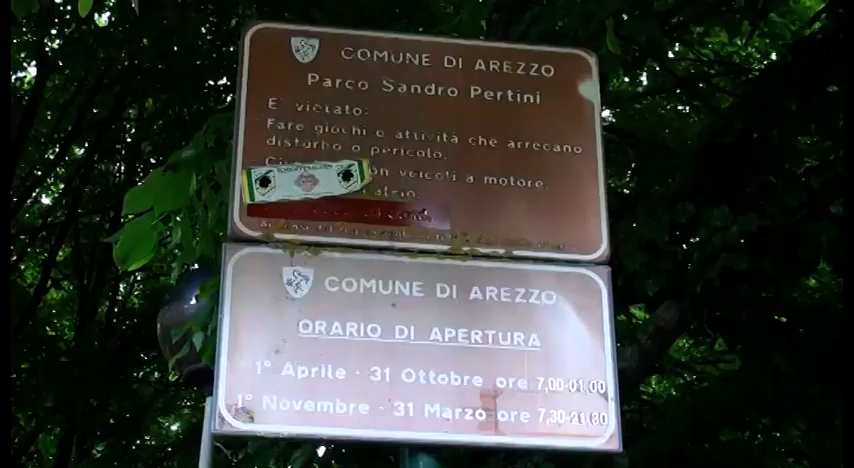 COMUNE DI AREZZO
Parco Sandro Pertini
E' vietato:
Fare giochi o attività che arrecano
disturbo o pericolo.
con veicoli a motore.
calcio.
COMUNE DI AREZZO
ORARIO DI APERTURA
1° Aprile - 31 Ottobre ore 7,00-01,00
1° Novembre - 31 Marzo ore 7,30-21,30